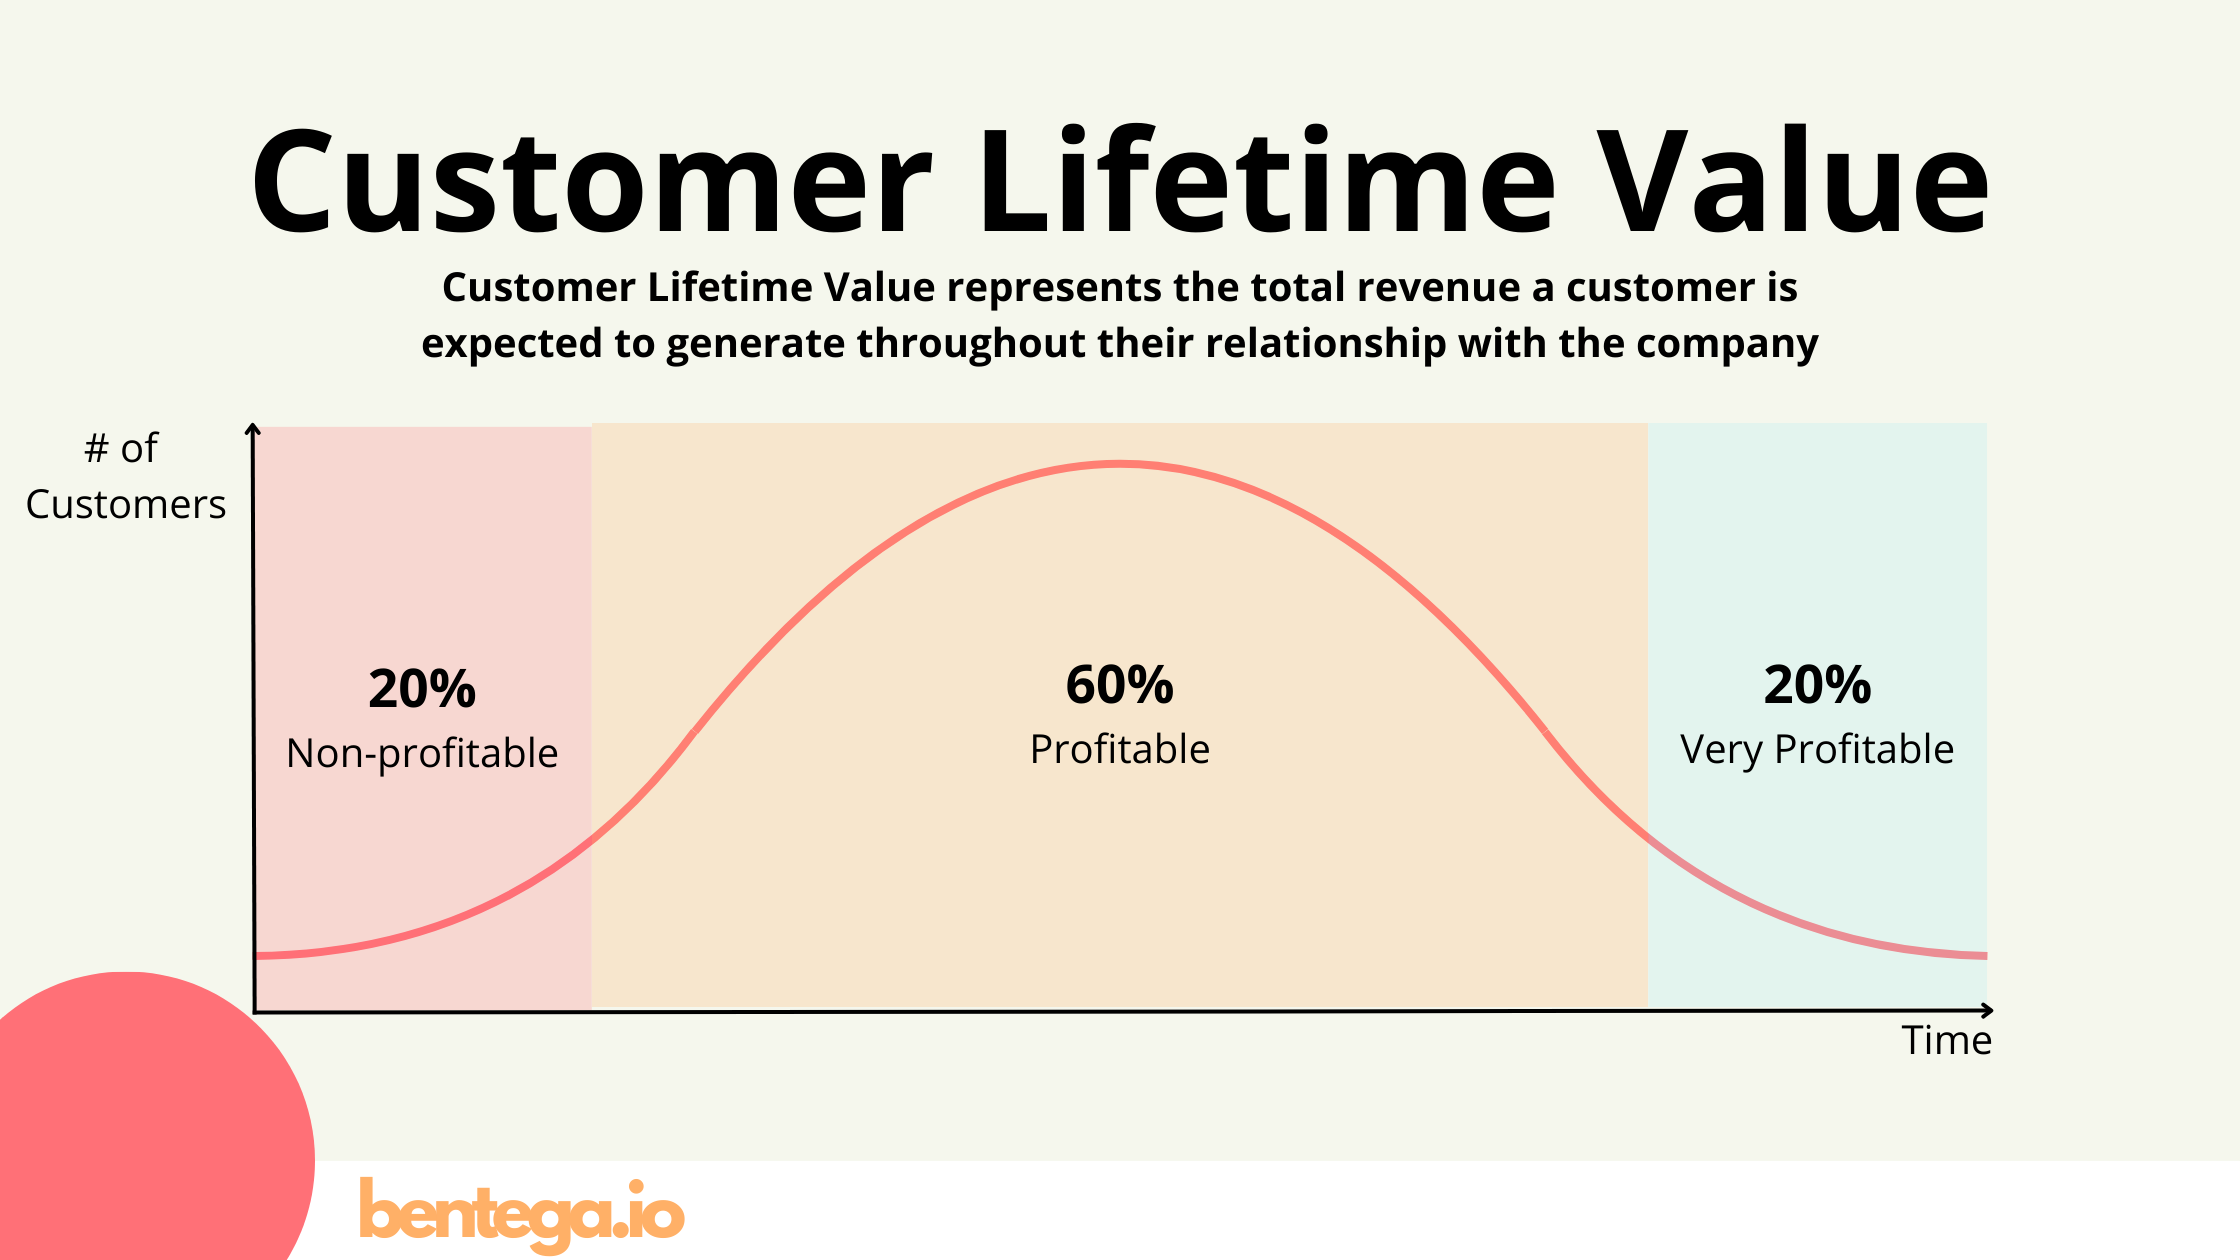 Customer Lifetime Value
Customer Lifetime Value represents the total revenue a customer is
expected to generate throughout their relationship with the company
# of
Customers
20%
Non-profitable
60%
Profitable
20%
Very Profitable
Time
bentega.io